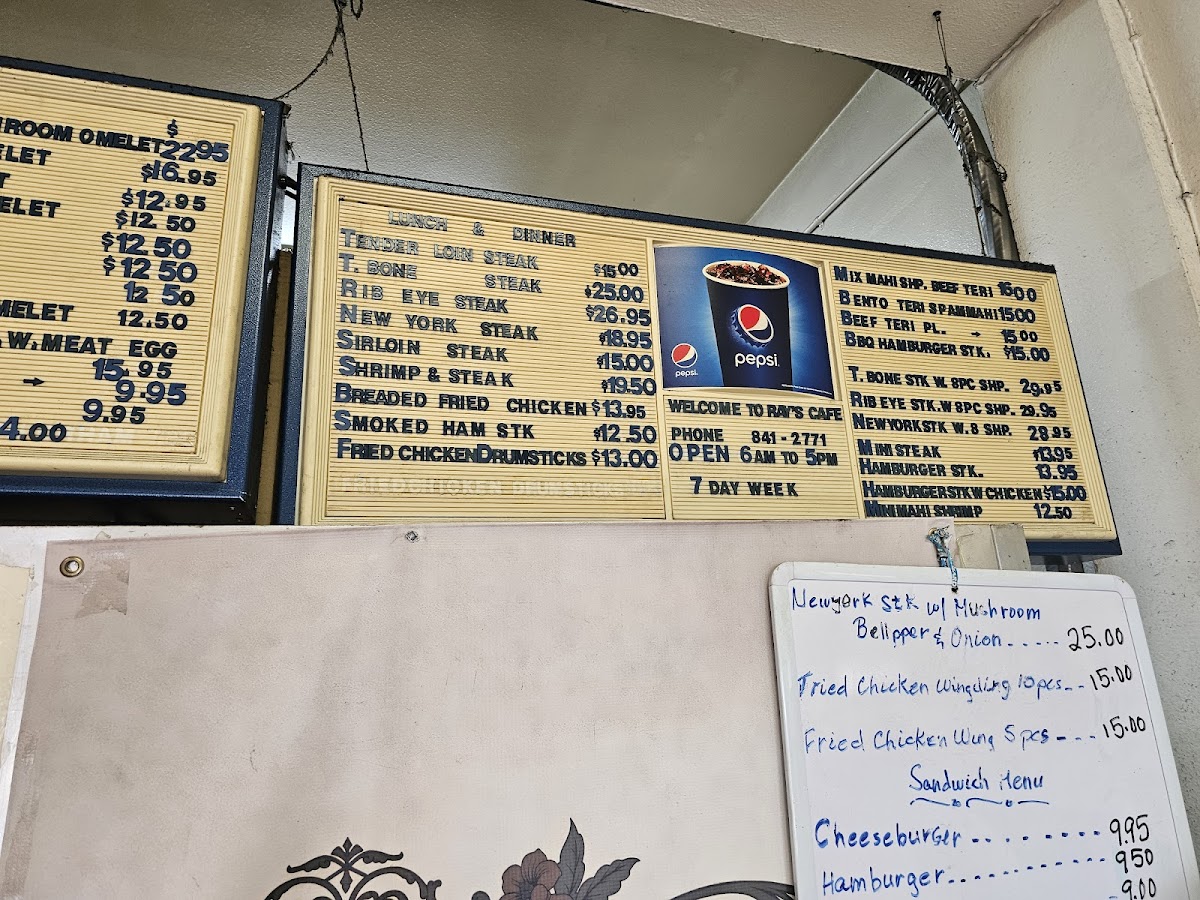 ROOM OMELET $22.95
ELET $16.95
$12.95
ELET $12.50
$12.50
$12.50
12.50
MELET 12.50
W. MEAT EGG
15.95
→ 9.95
9.95
4.00
LUNCH & DINNER
TENDER LOIN STEAK $15.00
T. BONE STEAK $25.00
RIB EYE STEAK $26.95
NEW YORK STEAK $18.95
SIRLOIN STEAK $15.00
SHRIMP & STEAK $19.50
BREADED FRIED CHICKEN $13.95
SMOKED HAM STK $12.50
FRIED CHICKEN DRUMSTICKS $13.00
pepsi
pepsi.
WELCOME TO RAY'S CAFE
PHONE 841-2771
OPEN 6AM TO 5PM
7 DAY WEEK
MIX MAHI SHP. BEEF TERI 16.00
BENTO TERI SPAM MAHI 15.00
BEEF TERI PL. → 15.00
BBQ HAMBURGER STK. $15.00
T. BONE STK W. 8PC SHP. 29.95
RIB EYE STK. W 8PC SHP. 29.95
NEWYORK STK W. 8 SHP. 28.95
MINI STEAK $13.95
HAMBURGER STK. 13.95
HAMBURGER STK W CHICKEN $15.00
MINI MAHI SHRIMP 12.50
Newyork Stk w/ Mushroom
Bellpper & Onion ..... 25.00
Fried Chicken Wingding 10pcs -- 15.00
Fried Chicken Wing 5 pcs --- 15.00
Sandwich Menu
Cheeseburger -- . - - - - 9.95
Hamburger ............ 9.50
9.00